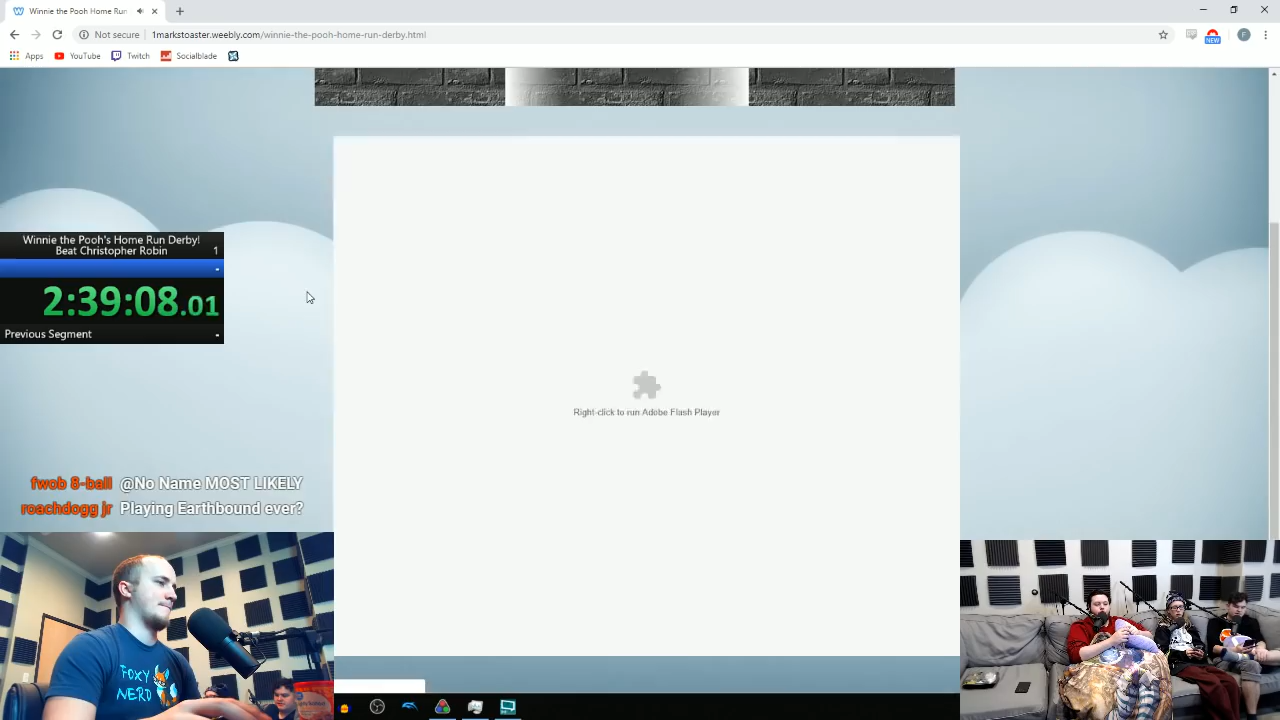 Winnie the Pooh Home Run
Not secure
1markstoaster.weebly.com/winnie-the-pooh-home-run-derby.html
F
NEW
Apps
YouTube
Twitch
Socialblade
Winnie the Pooh's Home Run Derby!
Beat Christopher Robin 1
-
2:39:08.01
Previous Segment -
Right-click to run Adobe Flash Player
fwob 8-ball @No Name MOST LIKELY
roachdogg jr Playing Earthbound ever?
FOXY
NERD